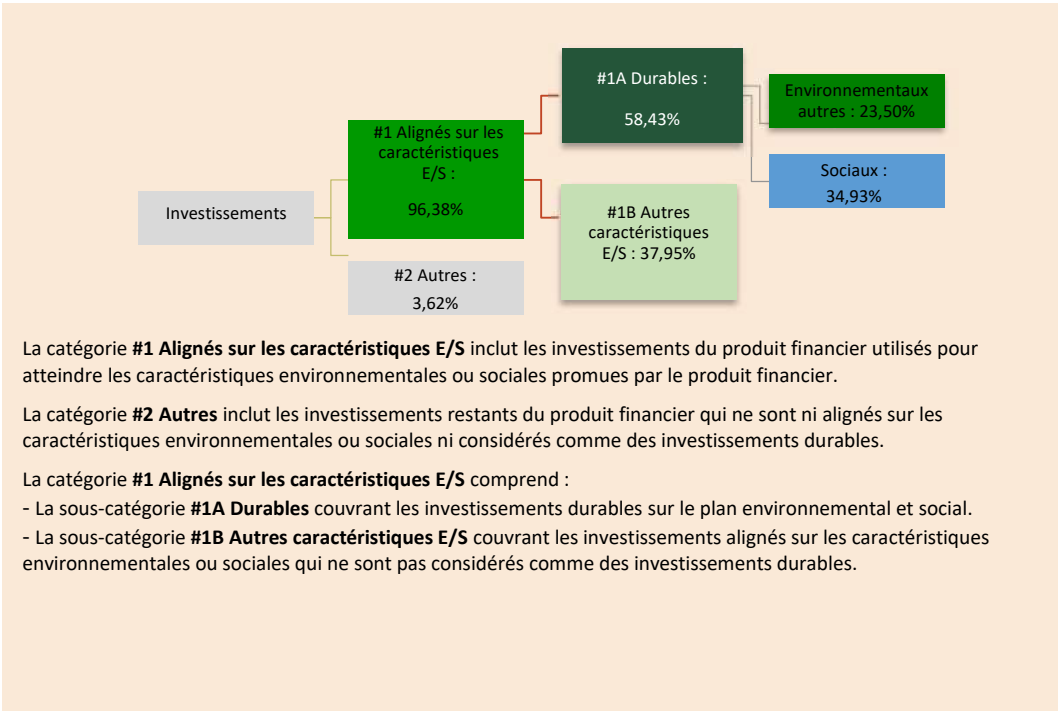 Investissements
#1 Alignés sur les
caractéristiques
E/S :
96,38%
#2 Autres :
3,62%
#1A Durables :
58,43%
#1B Autres
caractéristiques
E/S : 37,95%
Environnementaux
autres : 23,50%
Sociaux :
34,93%
La catégorie #1 Alignés sur les caractéristiques E/S inclut les investissements du produit financier utilisés pour
atteindre les caractéristiques environnementales ou sociales promues par le produit financier.
La catégorie #2 Autres inclut les investissements restants du produit financier qui ne sont ni alignés sur les
caractéristiques environnementales ou sociales ni considérés comme des investissements durables.
La catégorie #1 Alignés sur les caractéristiques E/S comprend :
- La sous-catégorie #1A Durables couvrant les investissements durables sur le plan environnemental et social.
- La sous-catégorie #1B Autres caractéristiques E/S couvrant les investissements alignés sur les caractéristiques
environnementales ou sociales qui ne sont pas considérés comme des investissements durables.